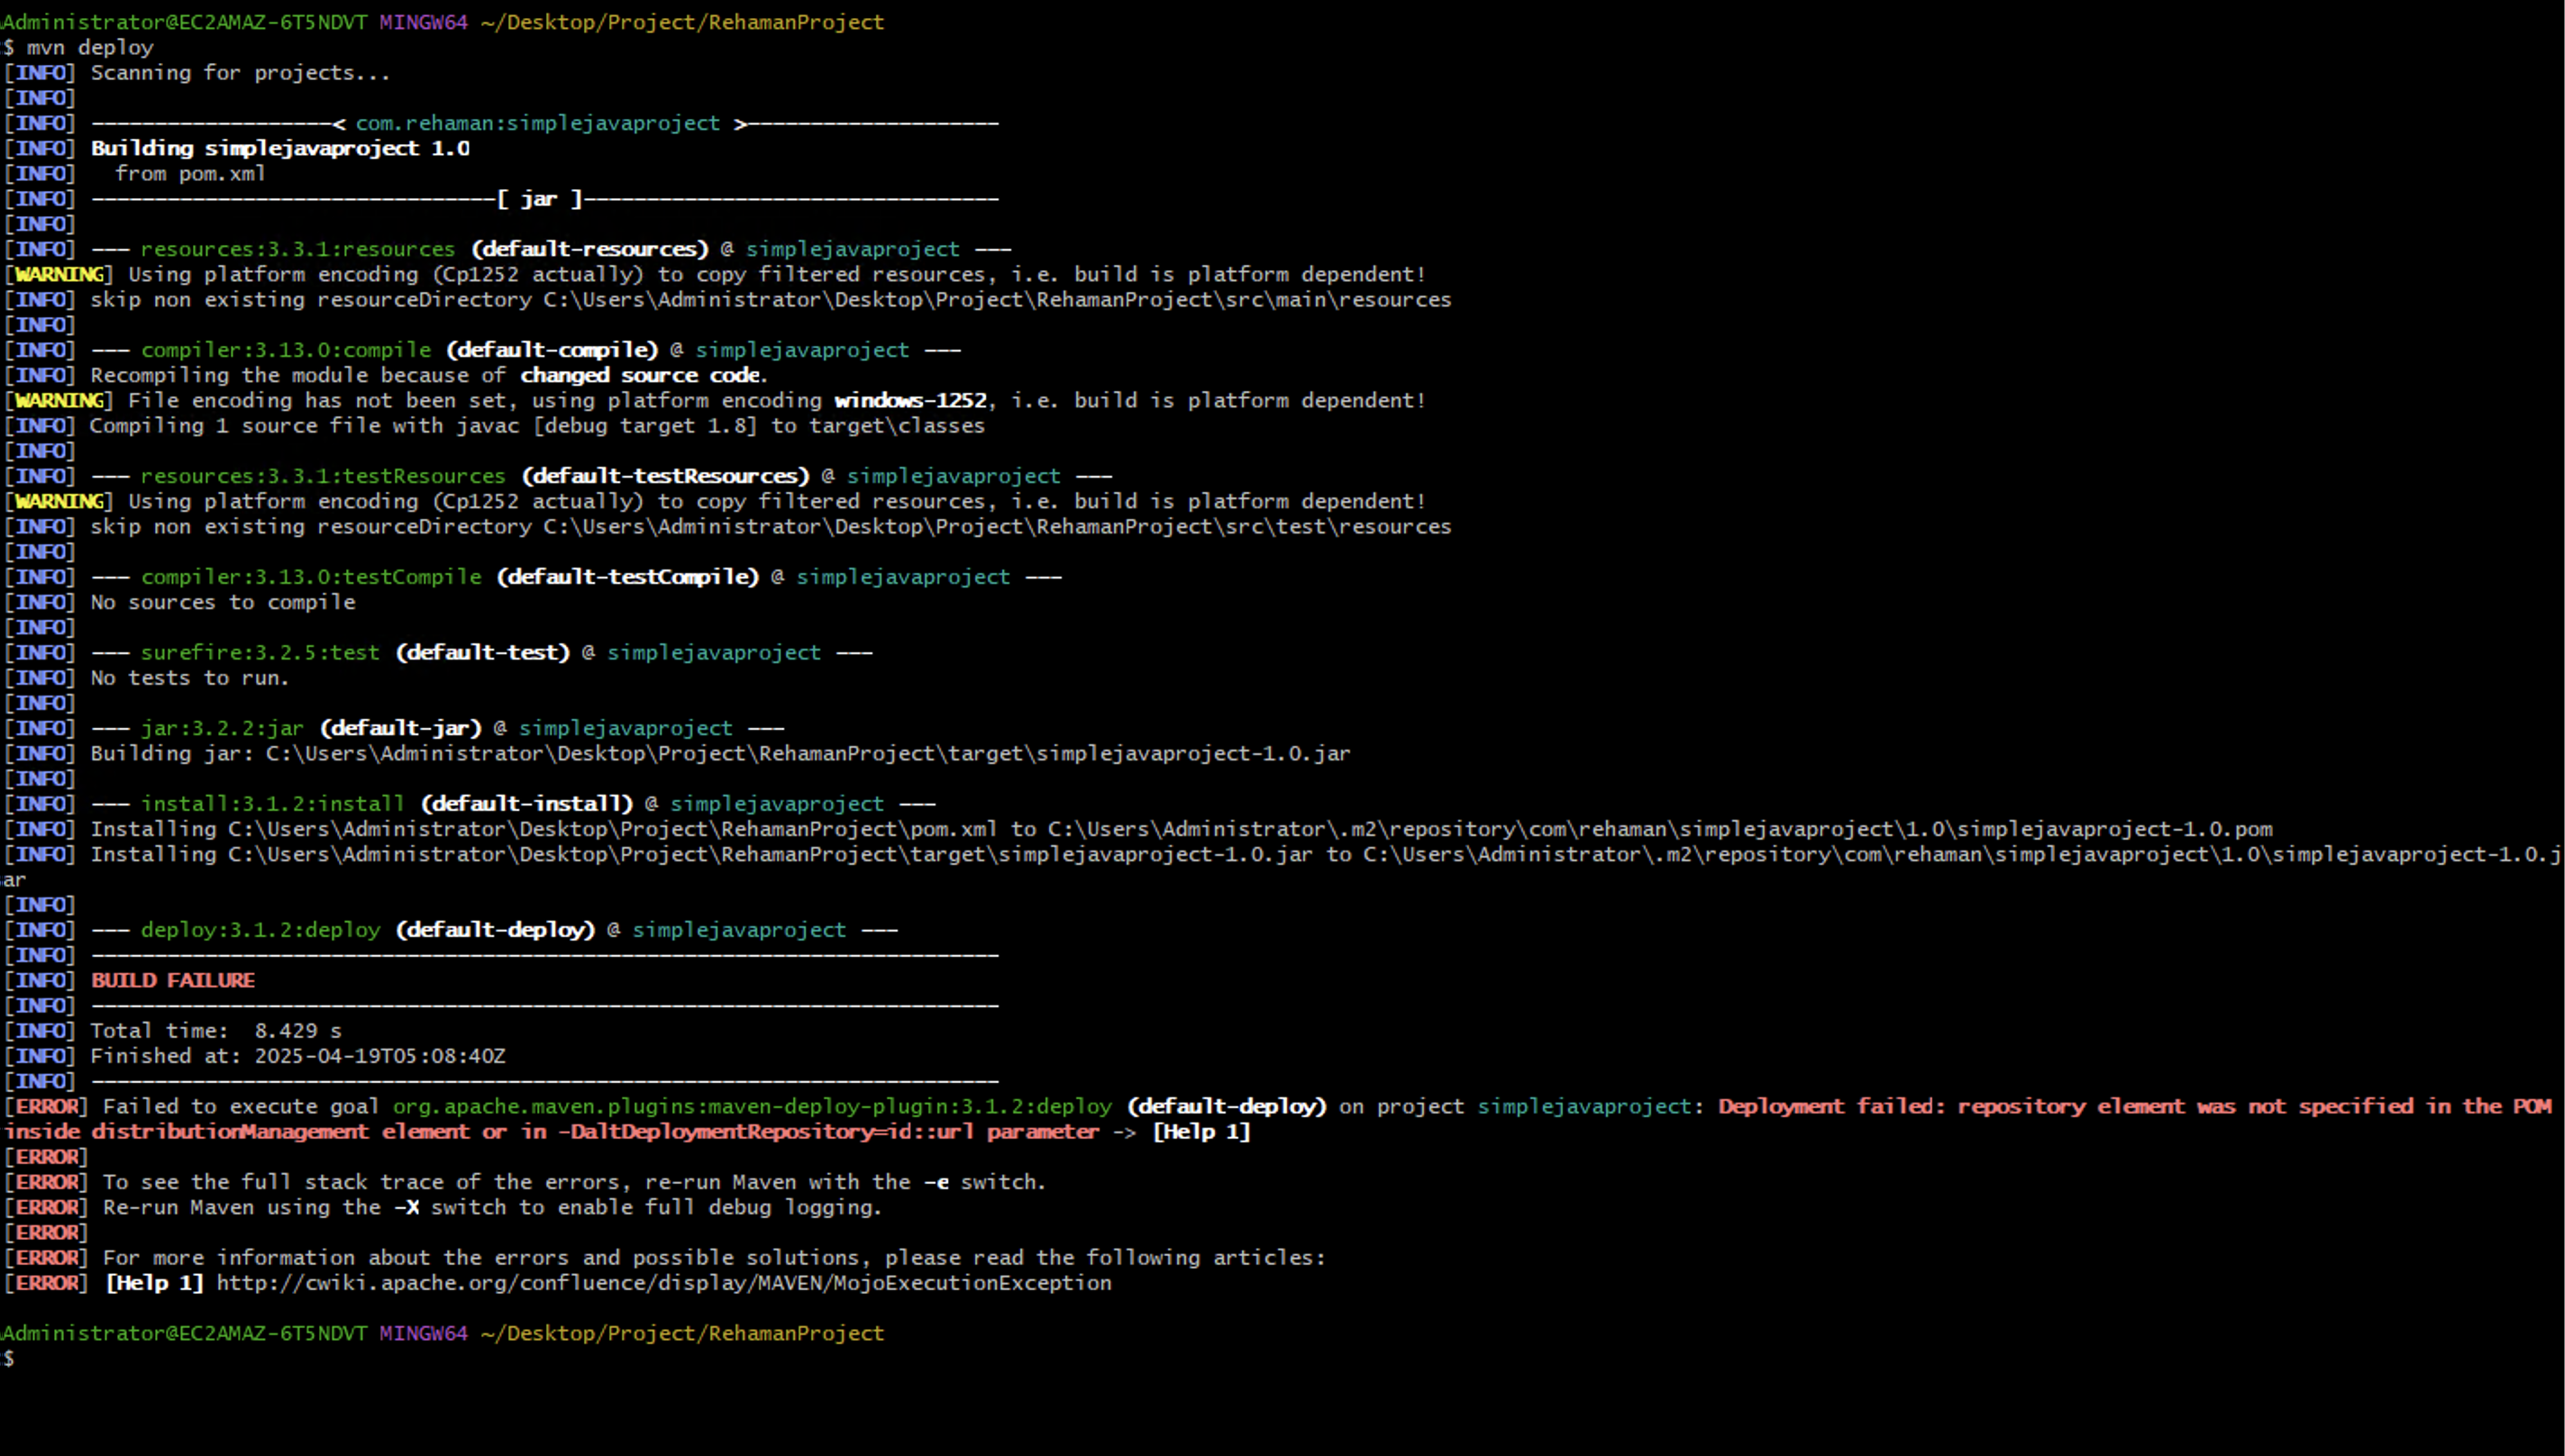 Administrator@EC2AMAZ-6T5NDVT MINGW64 ~/Desktop/Project/RehamanProject
$ mvn deploy
[INFO] Scanning for projects...
[INFO]
[INFO] -------------------< com.rehaman:simplejavaproject >--------------------
[INFO] Building simplejavaproject 1.0
[INFO]   from pom.xml
[INFO] --------------------------------[ jar ]---------------------------------
[INFO]
[INFO] --- resources:3.3.1:resources (default-resources) @ simplejavaproject ---
[WARNING] Using platform encoding (Cp1252 actually) to copy filtered resources, i.e. build is platform dependent!
[INFO] skip non existing resourceDirectory C:\Users\Administrator\Desktop\Project\RehamanProject\src\main\resources
[INFO]
[INFO] --- compiler:3.13.0:compile (default-compile) @ simplejavaproject ---
[INFO] Recompiling the module because of changed source code.
[WARNING] File encoding has not been set, using platform encoding windows-1252, i.e. build is platform dependent!
[INFO] Compiling 1 source file with javac [debug target 1.8] to target\classes
[INFO]
[INFO] --- resources:3.3.1:testResources (default-testResources) @ simplejavaproject ---
[WARNING] Using platform encoding (Cp1252 actually) to copy filtered resources, i.e. build is platform dependent!
[INFO] skip non existing resourceDirectory C:\Users\Administrator\Desktop\Project\RehamanProject\src\test\resources
[INFO]
[INFO] --- compiler:3.13.0:testCompile (default-testCompile) @ simplejavaproject ---
[INFO] No sources to compile
[INFO]
[INFO] --- surefire:3.2.5:test (default-test) @ simplejavaproject ---
[INFO] No tests to run.
[INFO]
[INFO] --- jar:3.2.2:jar (default-jar) @ simplejavaproject ---
[INFO] Building jar: C:\Users\Administrator\Desktop\Project\RehamanProject\target\simplejavaproject-1.0.jar
[INFO]
[INFO] --- install:3.1.2:install (default-install) @ simplejavaproject ---
[INFO] Installing C:\Users\Administrator\Desktop\Project\RehamanProject\pom.xml to C:\Users\Administrator\.m2\repository\com\rehaman\simplejavaproject\1.0\simplejavaproject-1.0.pom
[INFO] Installing C:\Users\Administrator\Desktop\Project\RehamanProject\target\simplejavaproject-1.0.jar to C:\Users\Administrator\.m2\repository\com\rehaman\simplejavaproject\1.0\simplejavaproject-1.0.j
ar
[INFO]
[INFO] --- deploy:3.1.2:deploy (default-deploy) @ simplejavaproject ---
[INFO] ------------------------------------------------------------------------
[INFO] BUILD FAILURE
[INFO] ------------------------------------------------------------------------
[INFO] Total time:  8.429 s
[INFO] Finished at: 2025-04-19T05:08:40Z
[INFO] ------------------------------------------------------------------------
[ERROR] Failed to execute goal org.apache.maven.plugins:maven-deploy-plugin:3.1.2:deploy (default-deploy) on project simplejavaproject: Deployment failed: repository element was not specified in the POM
inside distributionManagement element or in -DaltDeploymentRepository=id::url parameter -> [Help 1]
[ERROR]
[ERROR] To see the full stack trace of the errors, re-run Maven with the -e switch.
[ERROR] Re-run Maven using the -X switch to enable full debug logging.
[ERROR]
[ERROR] For more information about the errors and possible solutions, please read the following articles:
[ERROR] [Help 1] http://cwiki.apache.org/confluence/display/MAVEN/MojoExecutionException
Administrator@EC2AMAZ-6T5NDVT MINGW64 ~/Desktop/Project/RehamanProject
$